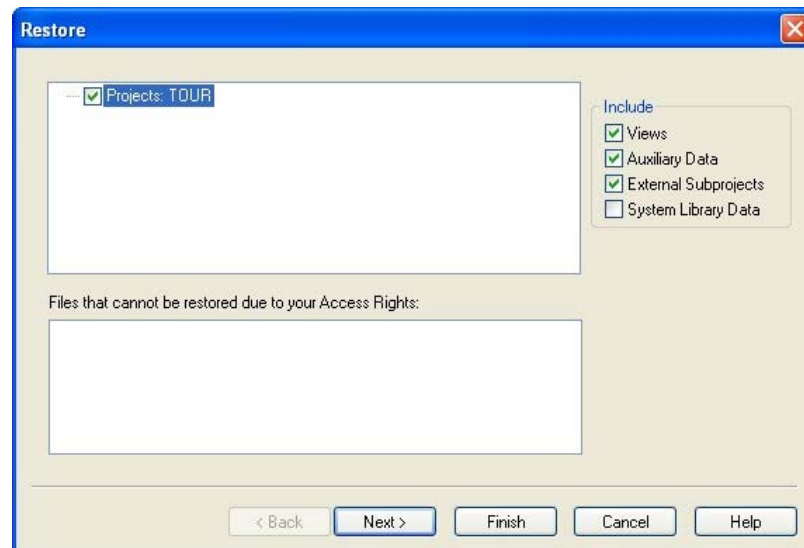 Restore
Projects: TOUR
Include
Views
Auxiliary Data
External Subprojects
System Library Data
Files that cannot be restored due to your Access Rights:
< Back
Next >
Finish
Cancel
Help